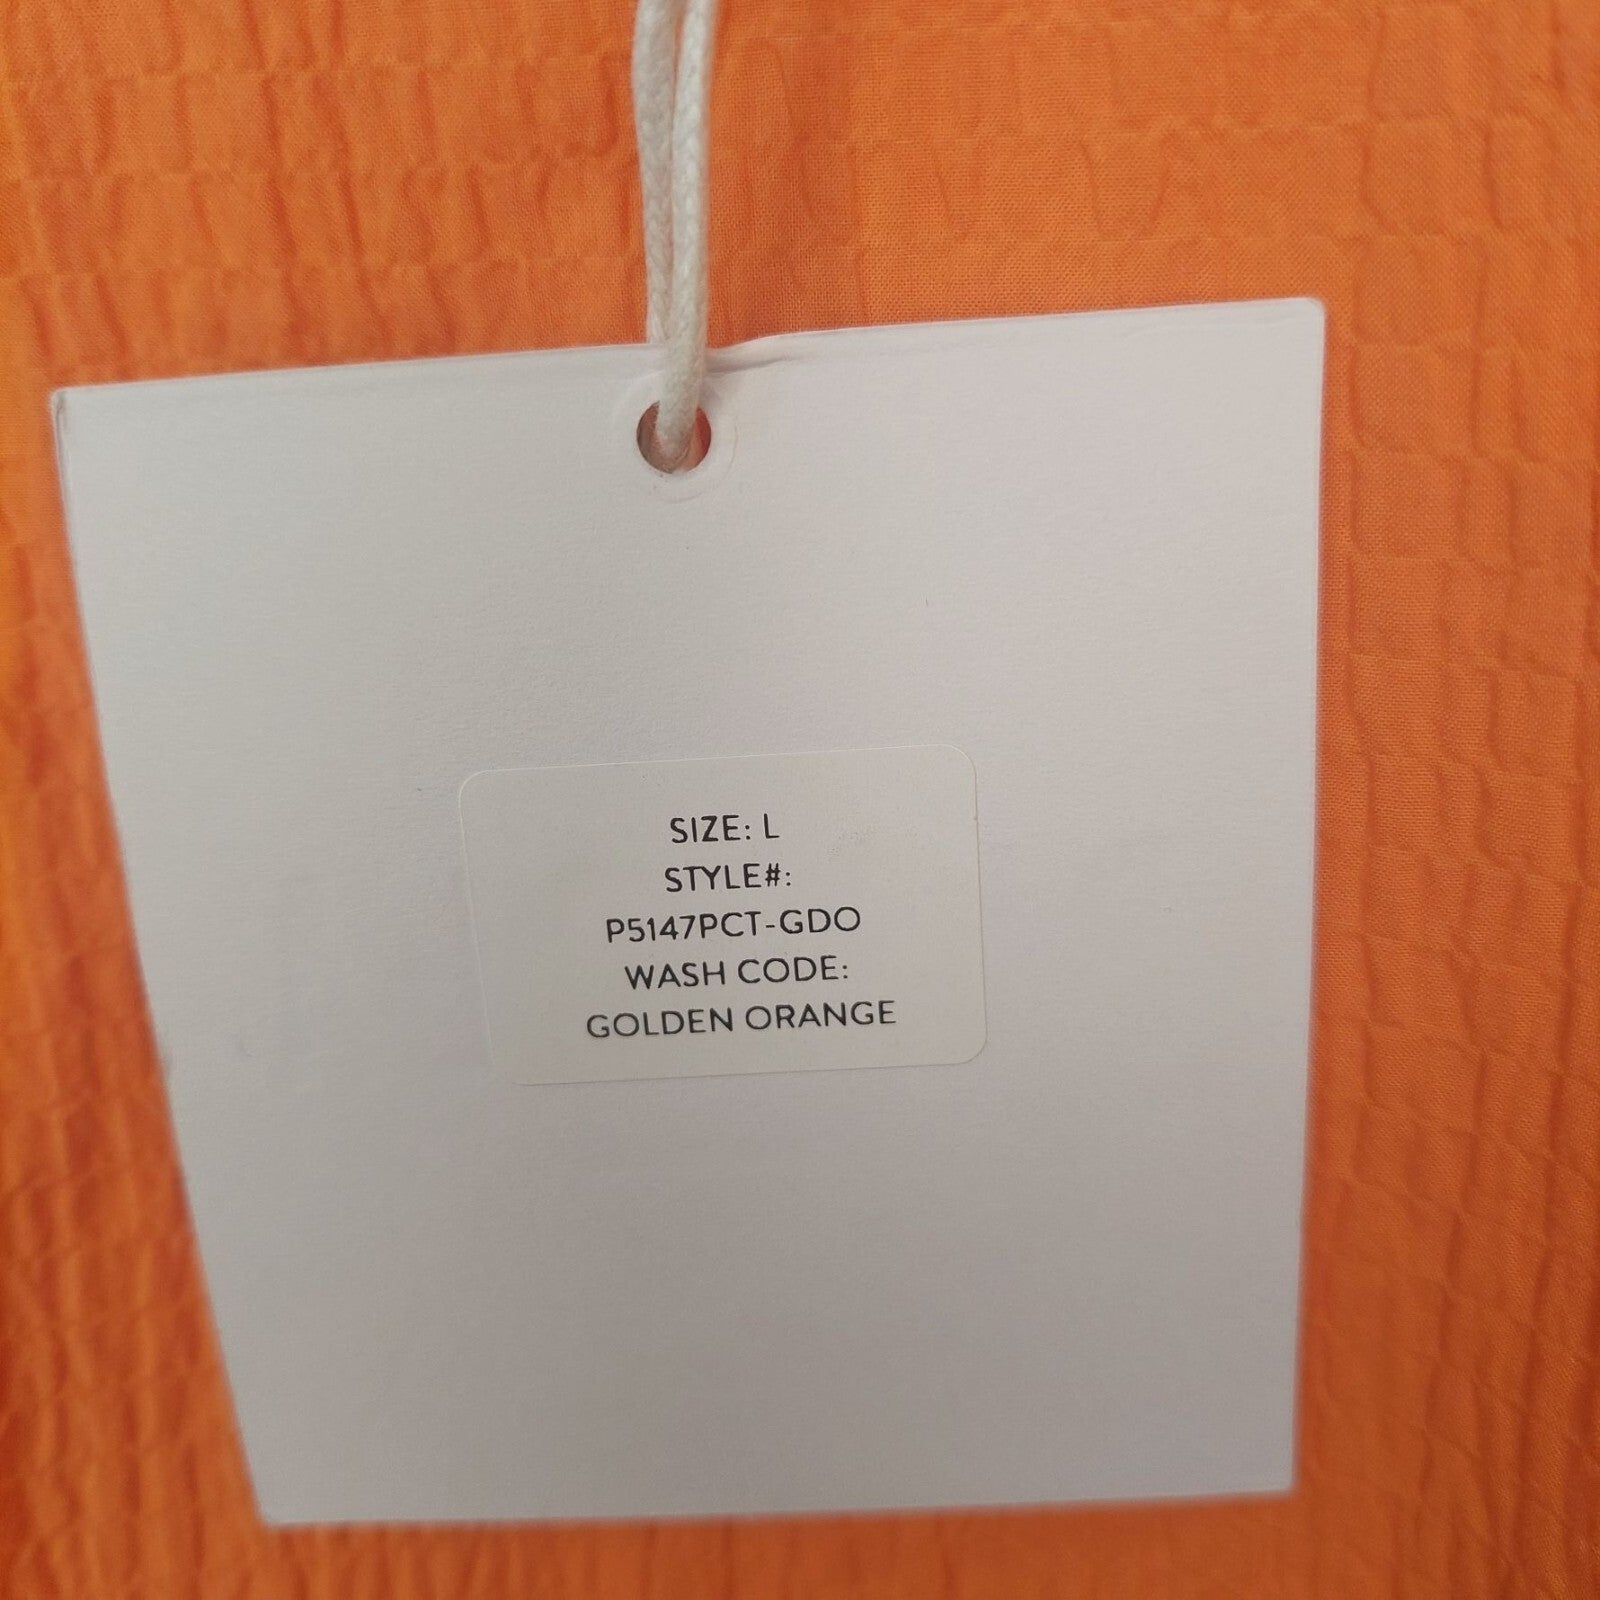 SIZE: L
STYLE#:
P5147PCT-GDO
WASH CODE:
GOLDEN ORANGE